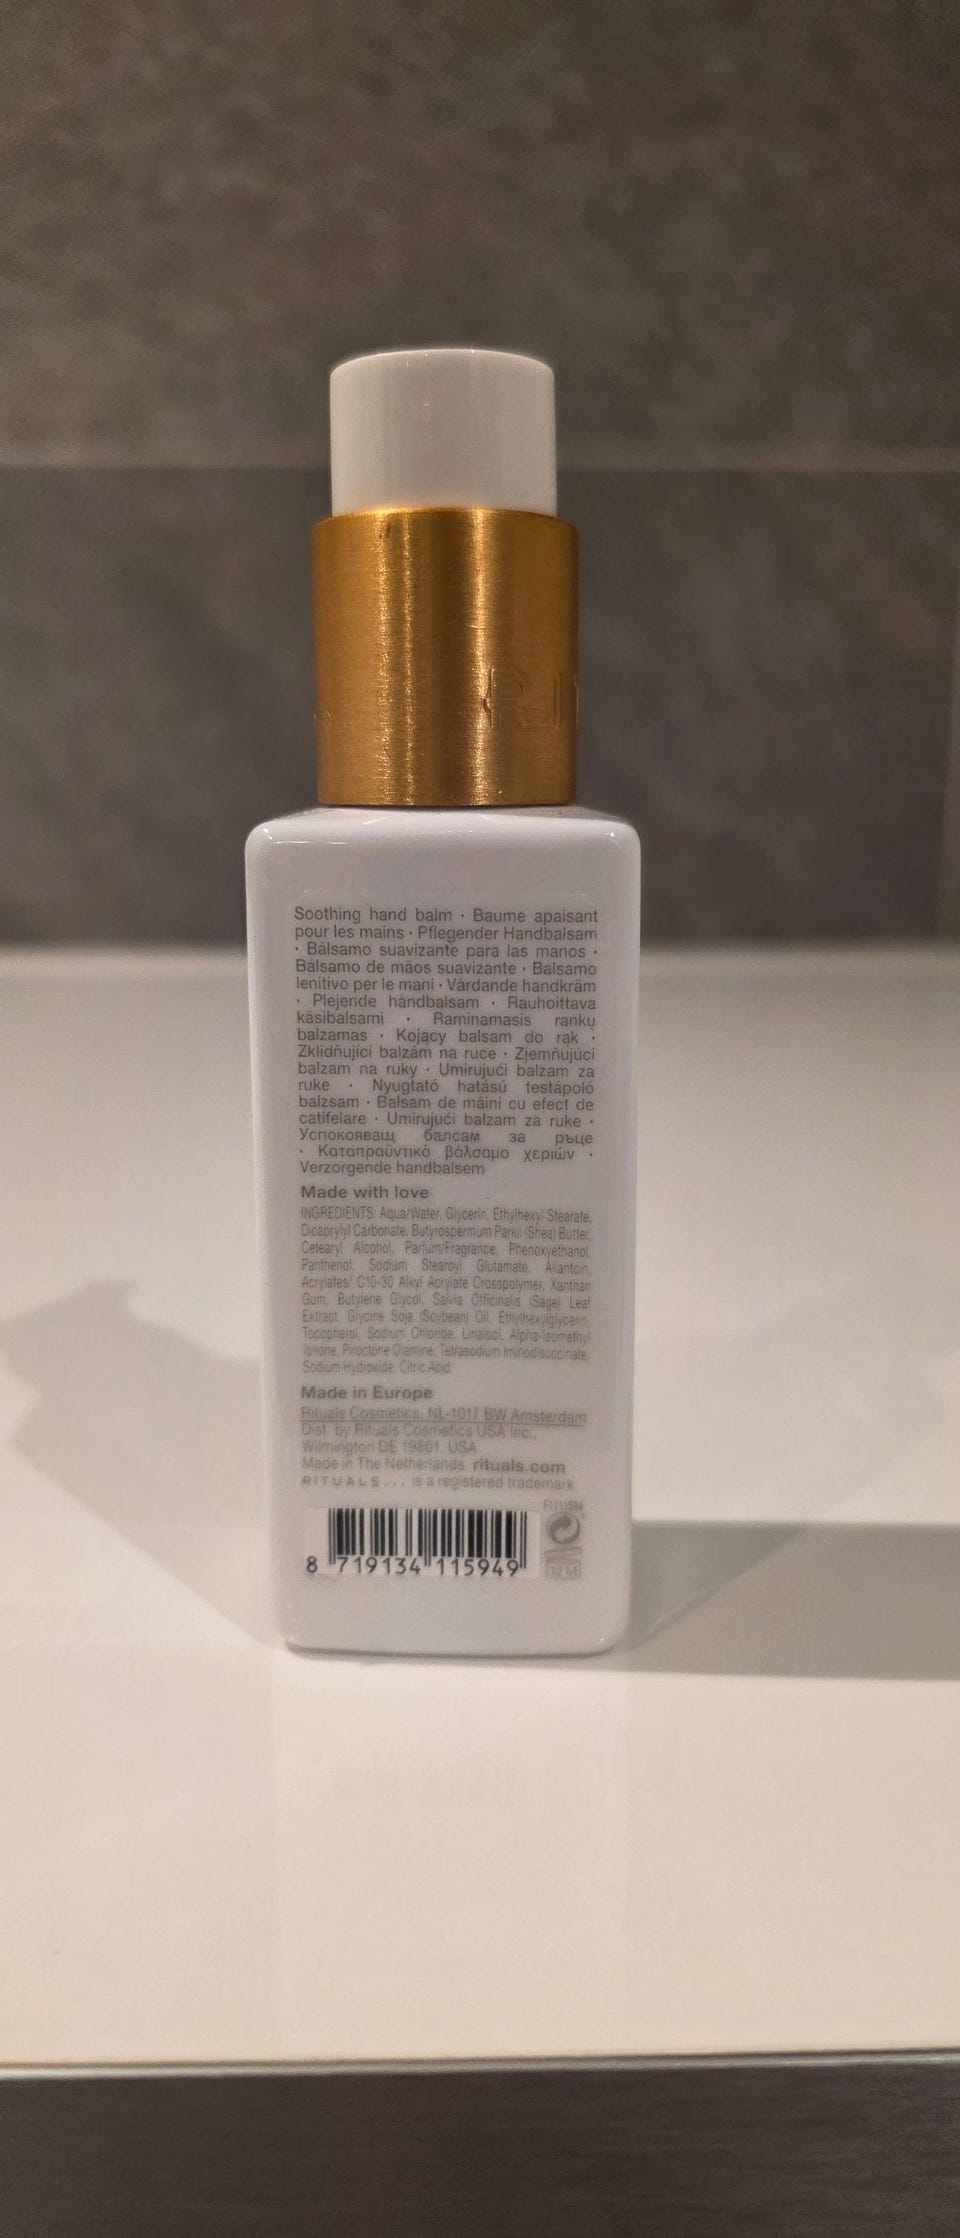 RI
Soothing hand balm · Baume apaisant
pour les mains · Pflegender Handbalsam
· Bálsamo suavizante para las manos ·
Bálsamo de mãos suavizante · Balsamo
lenitivo per le mani · Vårdande handkräm
· Plejende håndbalsam · Rauhoittava
käsibalsami · Raminamasis rankų
balzamas · Kojący balsam do rąk ·
Zklidňující balzám na ruce · Zjemňujúci
balzam na ruky · Umirujući balzam za
ruke · Nyugtató hatású testápoló
balzsam · Balsam de mâini cu efect de
catifelare · Umirujući balzam za ruke ·
Успокояващ балсам за ръце
· Καταπραϋντικό βάλσαμο χεριών ·
Verzorgende handbalsem
Made with love
INGREDIENTS: Aqua/Water, Glycerin, Ethylhexyl Stearate,
Dicaprylyl Carbonate, Butyrospermum Parkii (Shea) Butter,
Cetearyl Alcohol, Parfum/Fragrance, Phenoxyethanol,
Panthenol, Sodium Stearoyl Glutamate, Allantoin,
Acrylates/ C10-30 Alkyl Acrylate Crosspolymer, Xanthan
Gum, Butylene Glycol, Salvia Officinalis (Sage) Leaf
Extract, Glycine Soja (Soybean) Oil, Ethylhexylglycerin,
Tocopherol, Sodium Chloride, Linalool, Alpha-Isomethyl
Ionone, Piroctone Olamine, Tetrasodium Iminodisuccinate,
Sodium Hydroxide, Citric Acid.
Made in Europe
Rituals Cosmetics, NL-1017 BW Amsterdam
Dist. by Rituals Cosmetics USA Inc.,
Wilmington DE 19801, USA
Made in The Netherlands. rituals.com
RITUALS... is a registered trademark
F1111594
12 M
8 719134 115949